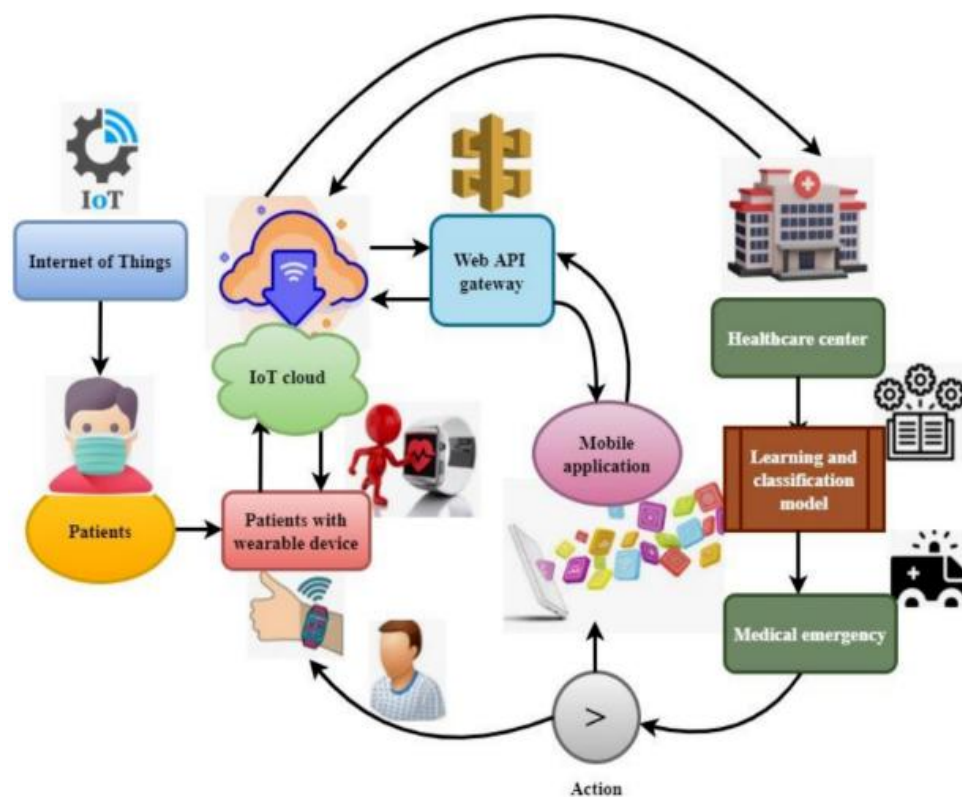 IoT
Internet of Things
Web API
gateway
Healthcare center
IoT cloud
Mobile
application
Learning and
classification
model
Patients
Patients with
wearable device
Medical emergency
>
Action